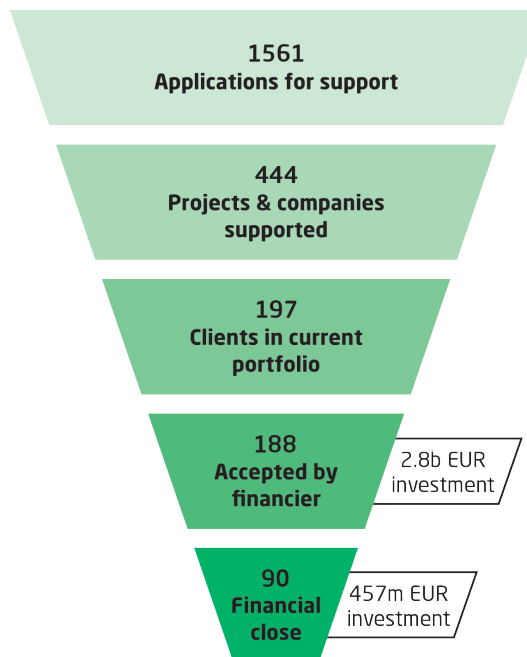 1561
Applications for support
444
Projects & companies
supported
197
Clients in current
portfolio
188
Accepted by
financier
2.8b EUR
investment
90
Financial
close
457m EUR
investment